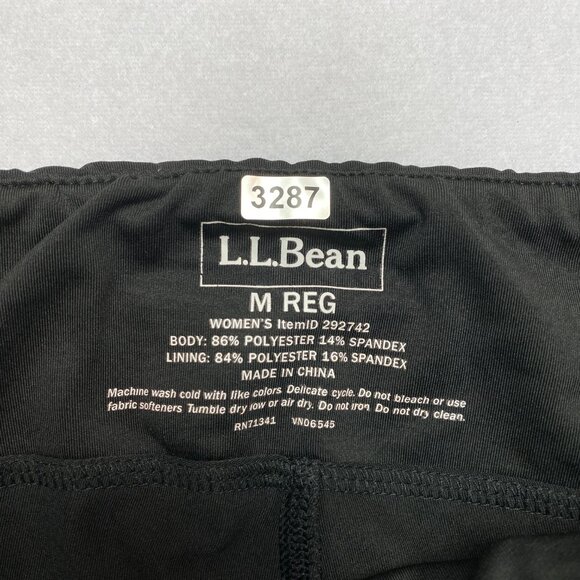 3287
L.L.Bean
M REG
WOMEN'S ItemID 292742
BODY: 86% POLYESTER 14% SPANDEX
LINING: 84% POLYESTER 16% SPANDEX
MADE IN CHINA
Machine wash cold with like colors. Delicate cycle. Do not bleach or use
fabric softeners Tumble dry low or air dry. Do not iron. Do not dry clean.
RN71341 VN06545